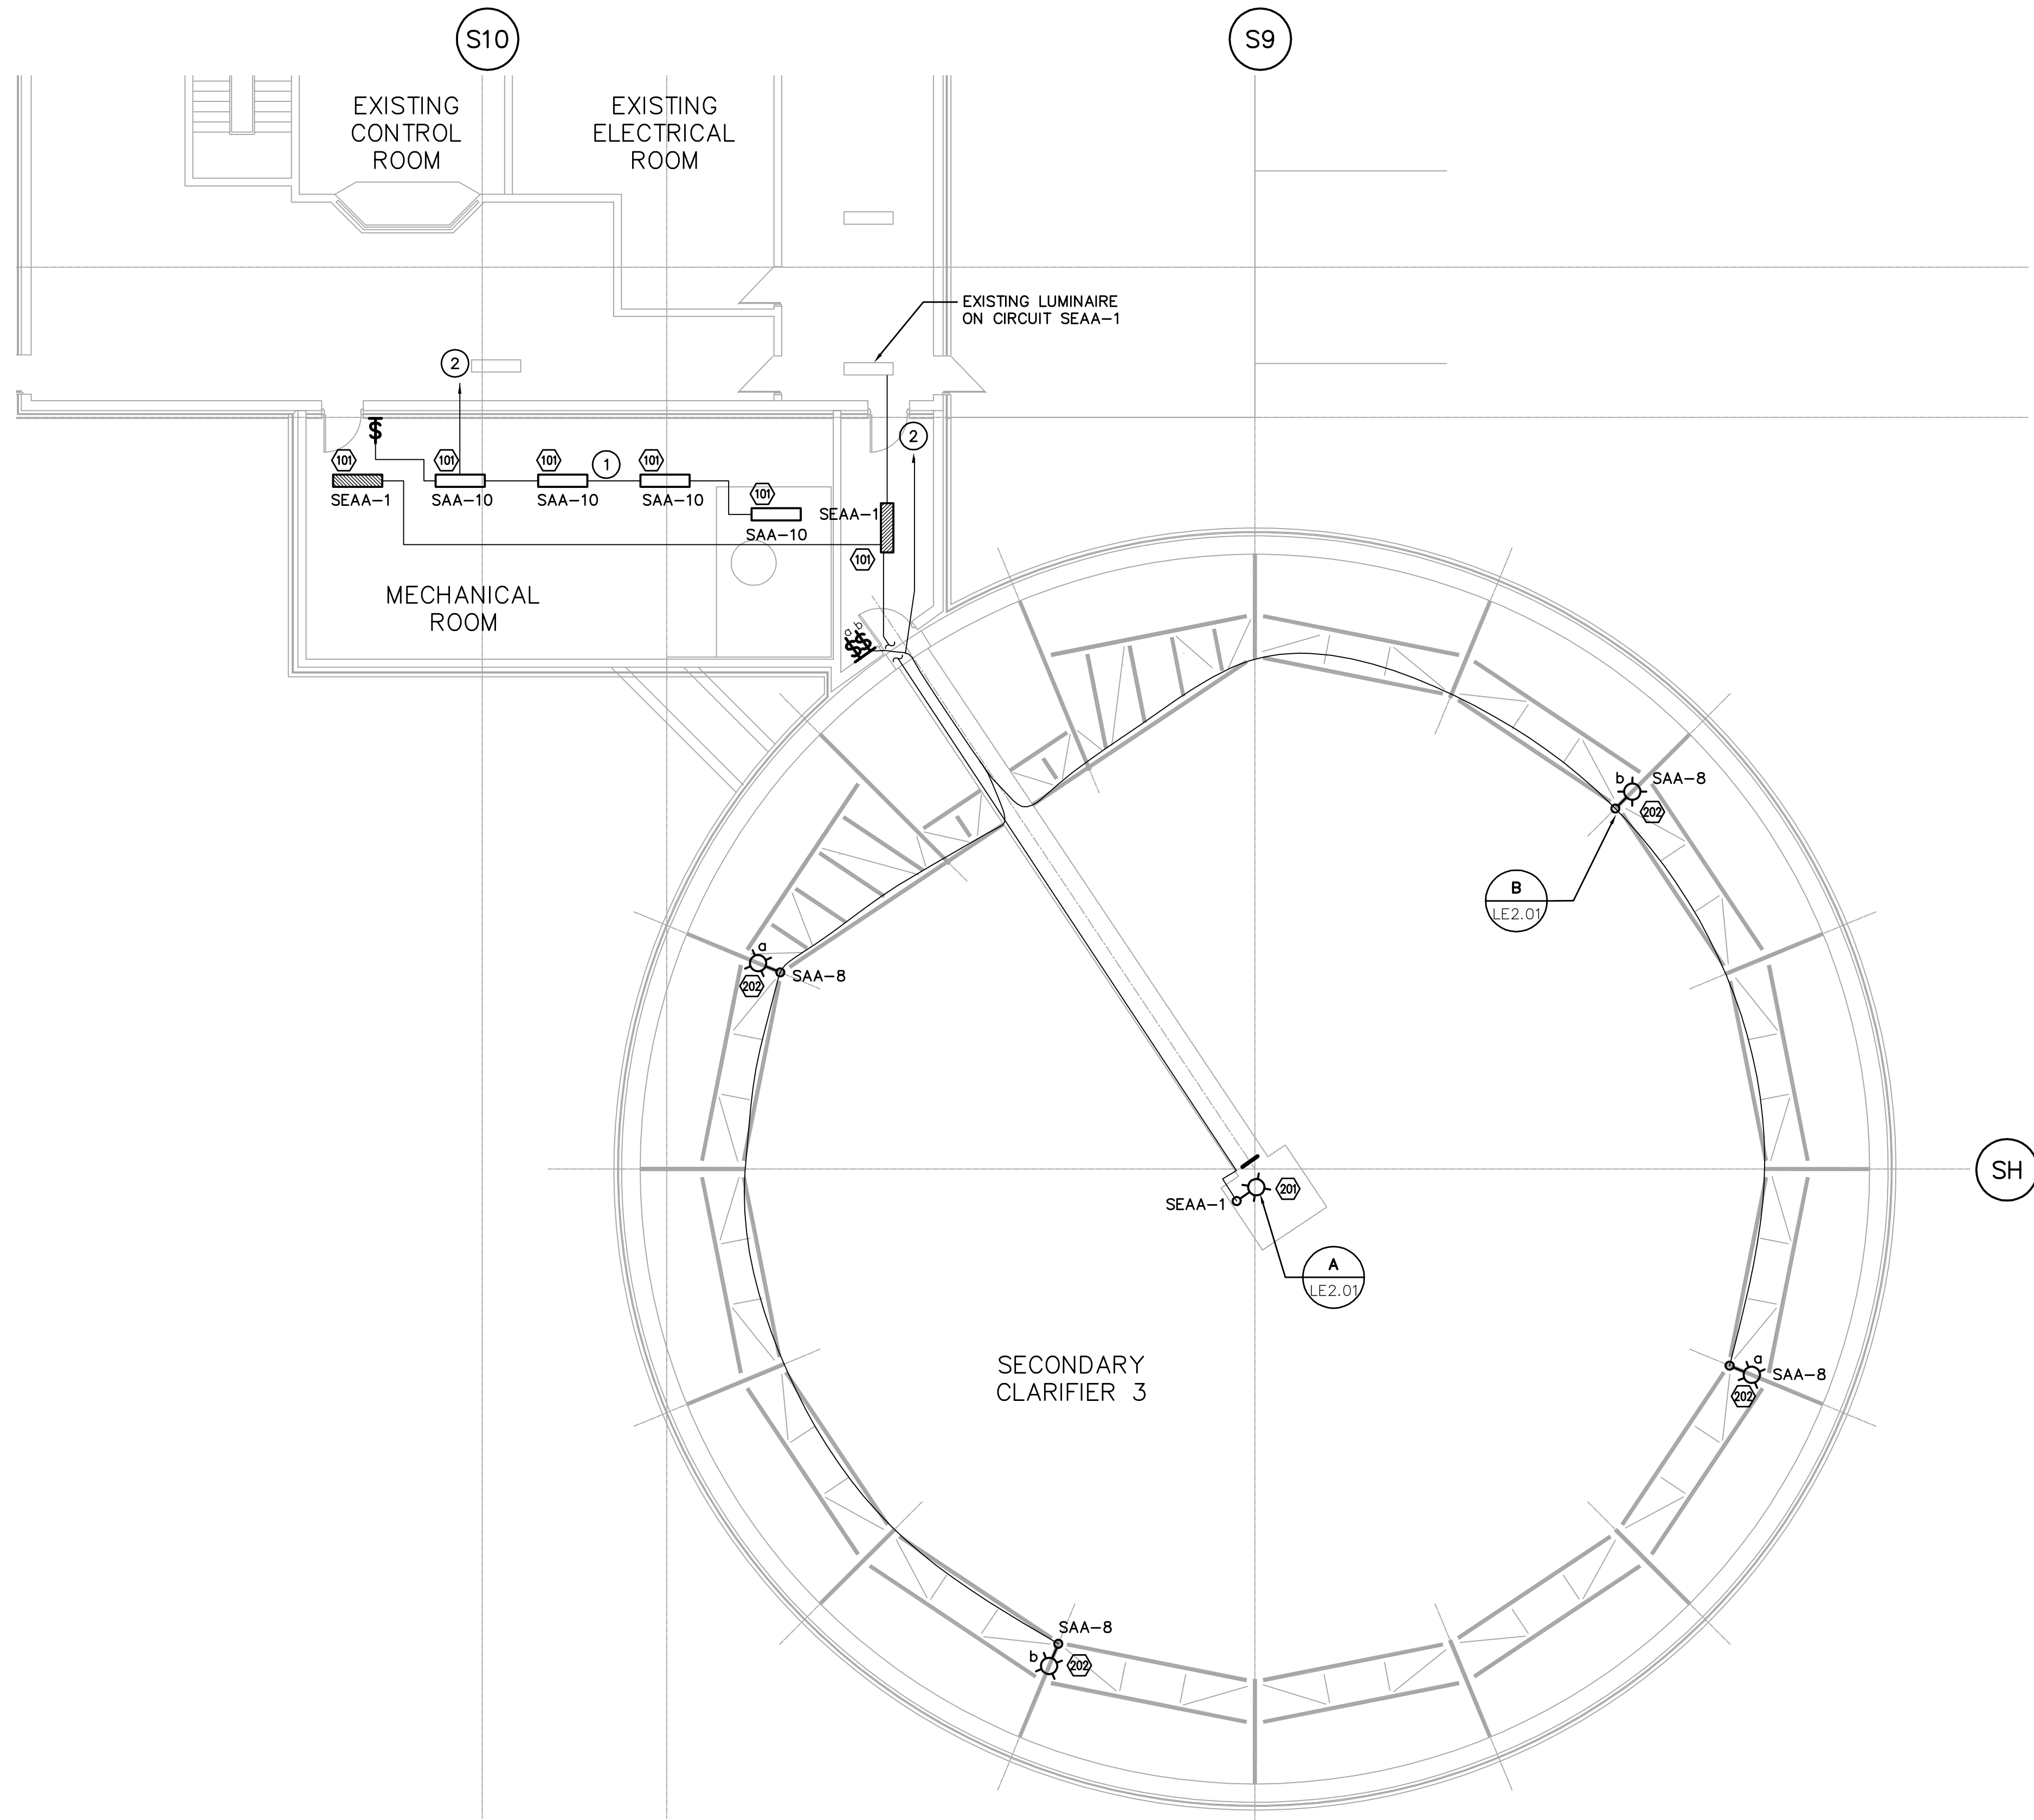 S10
S9
EXISTING
CONTROL
ROOM
EXISTING
ELECTRICAL
ROOM
EXISTING LUMINAIRE
ON CIRCUIT SEAA-1
2
$
2
101
101
101
1
101
SEAA-1
SAA-10
SAA-10
SAA-10
101
SEAA-1
SAA-10
101
MECHANICAL
ROOM
a b
$$
b
SAA-8
202
B
LE2.01
a
SAA-8
202
SH
201
SEAA-1
A
LE2.01
SECONDARY
CLARIFIER 3
a
SAA-8
202
SAA-8
b
202